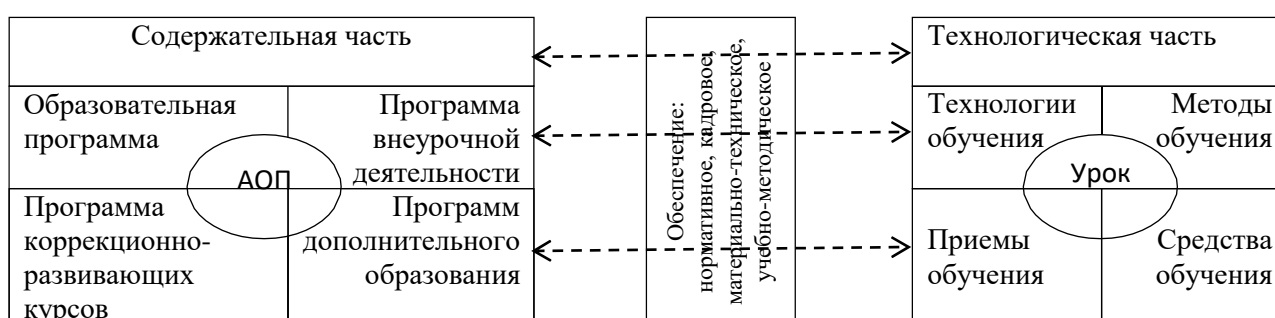 Содержательная часть
Образовательная
программа
Программа
внеурочной
деятельности
АОП
Программа
коррекционно-
развивающих
курсов
Программ
дополнительного
образования
Обеспечение:
нормативное, кадровое,
материально-техническое,
учебно-методическое
Технологическая часть
Технологии
обучения
Методы
обучения
Урок
Приемы
обучения
Средства
обучения